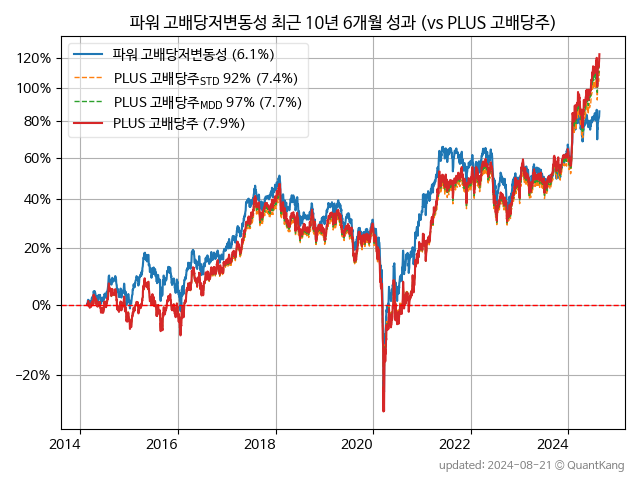 파워 고배당저변동성 최근 10년 6개월 성과 (vs PLUS 고배당주)
파워 고배당저변동성 (6.1%)
PLUS 고배당주STD 92% (7.4%)
PLUS 고배당주MDD 97% (7.7%)
PLUS 고배당주 (7.9%)
120%
100%
80%
60%
40%
20%
0%
−20%
2014 2016 2018 2020 2022 2024
updated: 2024-08-21 © QuantKang